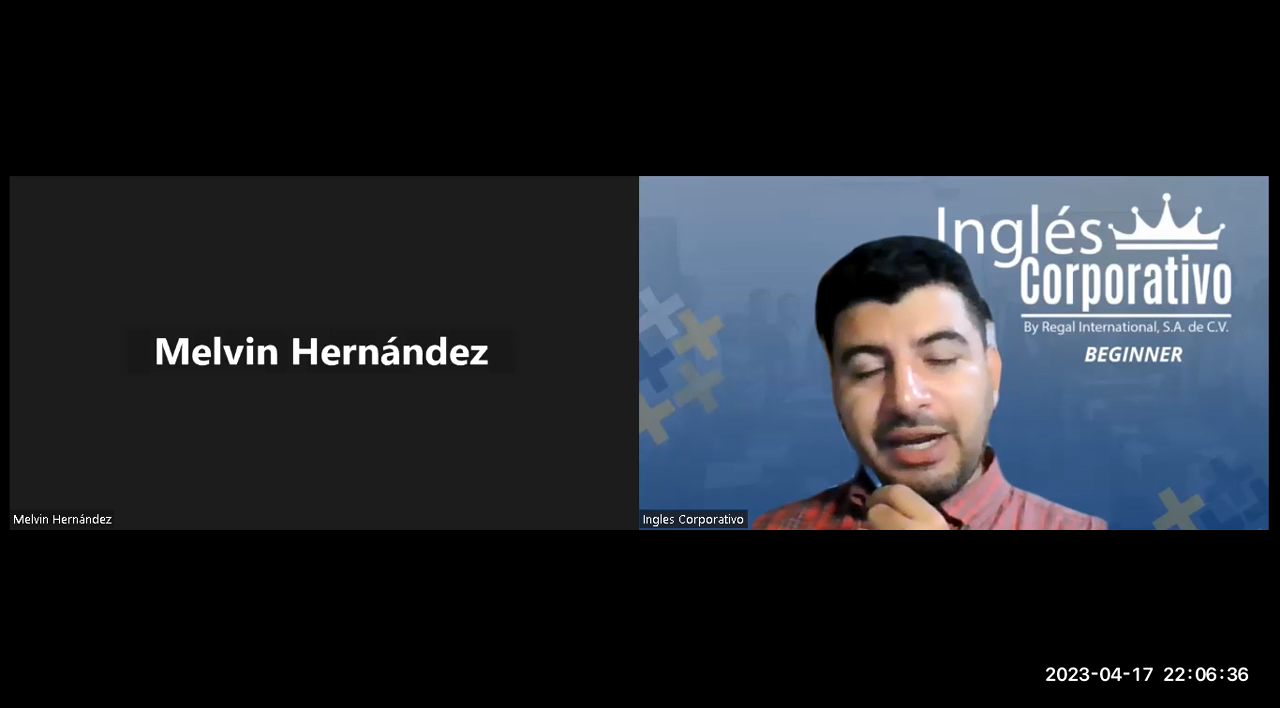 Melvin Hernández
Melvin Hernández
Inglés
Corporativo
By Regal International, S.A. de C.V.
BEGINNER
Ingles Corporativo
2023-04-17 22:06:36